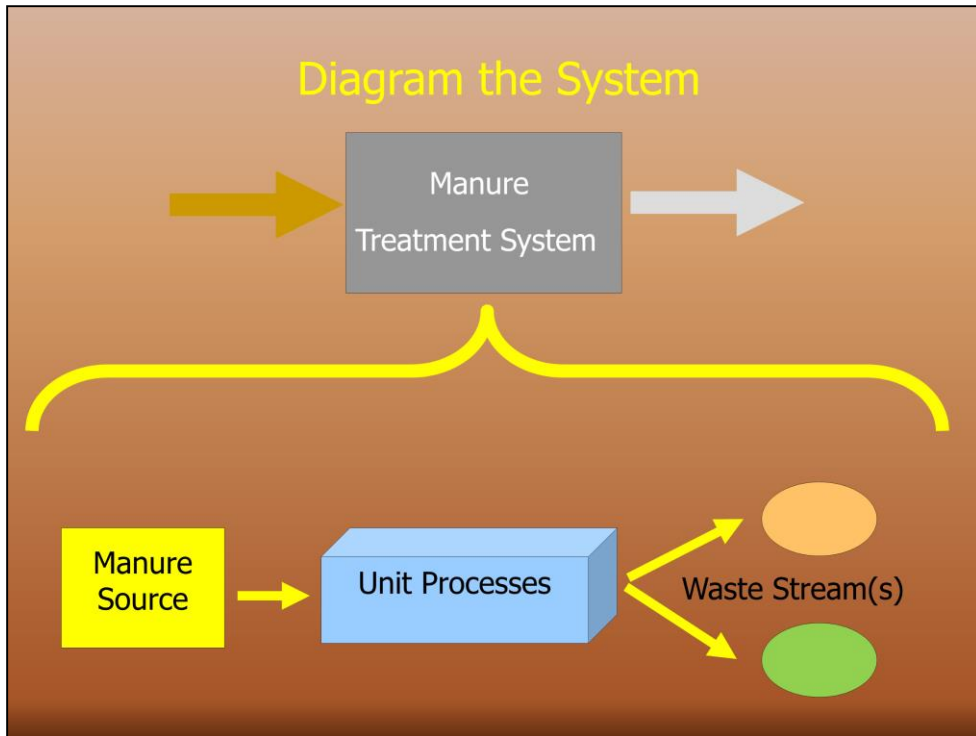 Diagram the System
Manure
Treatment System
Manure
Source
Unit Processes
Waste Stream(s)